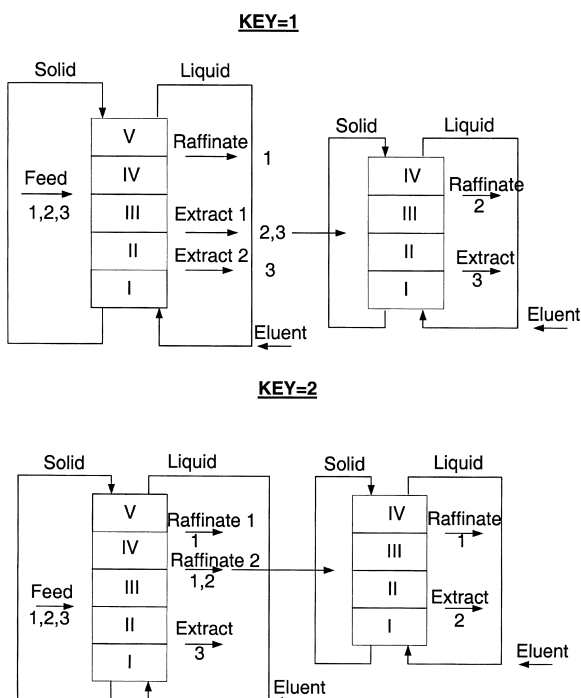 KEY=1
Solid
Liquid
V
Raffinate
1
IV
Feed
1,2,3
III
Extract 1
2,3
II
Extract 2
3
I
Eluent
Solid
Liquid
IV
Raffinate
2
III
II
Extract
3
I
Eluent
KEY=2
Solid
Liquid
V
Raffinate 1
1
IV
Raffinate 2
1,2
Feed
1,2,3
III
II
Extract
3
I
Eluent
Solid
Liquid
IV
Raffinate
1
III
II
Extract
2
I
Eluent